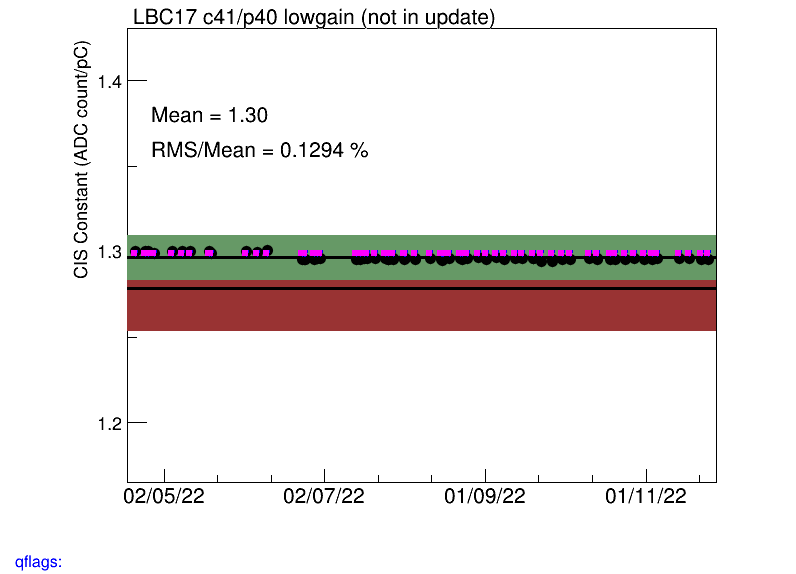 LBC17 c41/p40 lowgain (not in update)
CIS Constant (ADC count/pC)
1.4
Mean = 1.30
RMS/Mean = 0.1294 %
1.3
1.2
02/05/22 02/07/22 01/09/22 01/11/22
qflags: